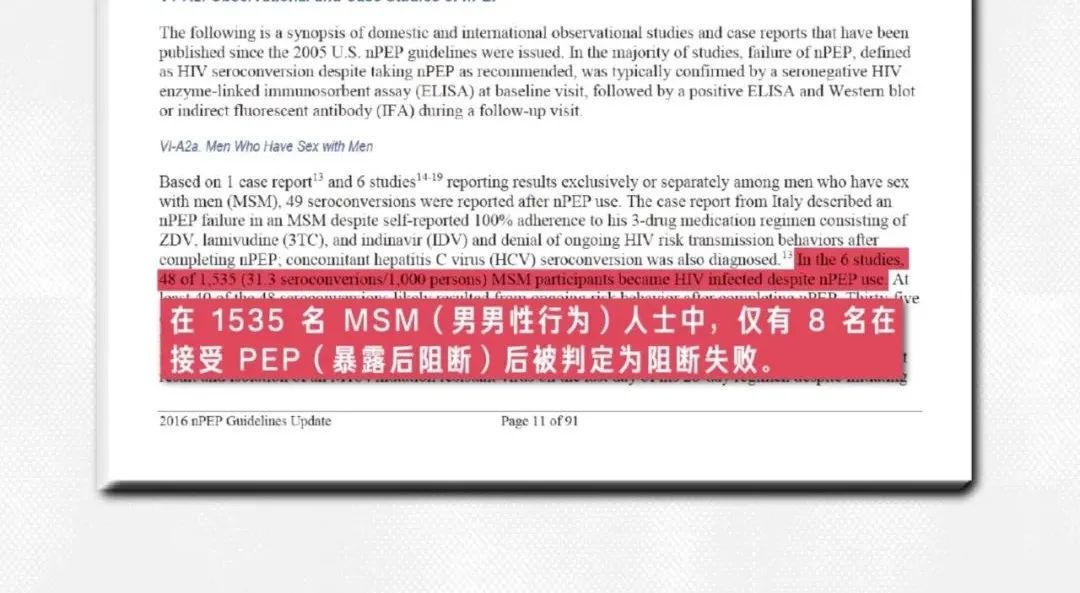 The following is a synopsis of domestic and international observational studies and case reports that have been
published since the 2005 U.S. nPEP guidelines were issued. In the majority of studies, failure of nPEP, defined
as HIV seroconversion despite taking nPEP as recommended, was typically confirmed by a seronegative HIV
enzyme-linked immunosorbent assay (ELISA) at baseline visit, followed by a positive ELISA and Western blot
or indirect fluorescent antibody (IFA) during a follow-up visit.
VI-A2a. Men Who Have Sex with Men
Based on 1 case report13 and 6 studies14-19 reporting results exclusively or separately among men who have sex
with men (MSM), 49 seroconversions were reported after nPEP use. The case report from Italy described an
nPEP failure in an MSM despite self-reported 100% adherence to his 3-drug medication regimen consisting of
ZDV, lamivudine (3TC), and indinavir (IDV) and denial of ongoing HIV risk transmission behaviors after
completing nPEP; concomitant hepatitis C virus (HCV) seroconversion was also diagnosed.13 In the 6 studies,
48 of 1,535 (31.3 seroconverions/1,000 persons) MSM participants became HIV infected despite nPEP use. At
在 1535 名 MSM（男男性行为）人士中，仅有 8 名在
接受 PEP（暴露后阻断）后被判定为阻断失败。
2016 nPEP Guidelines Update Page 11 of 91